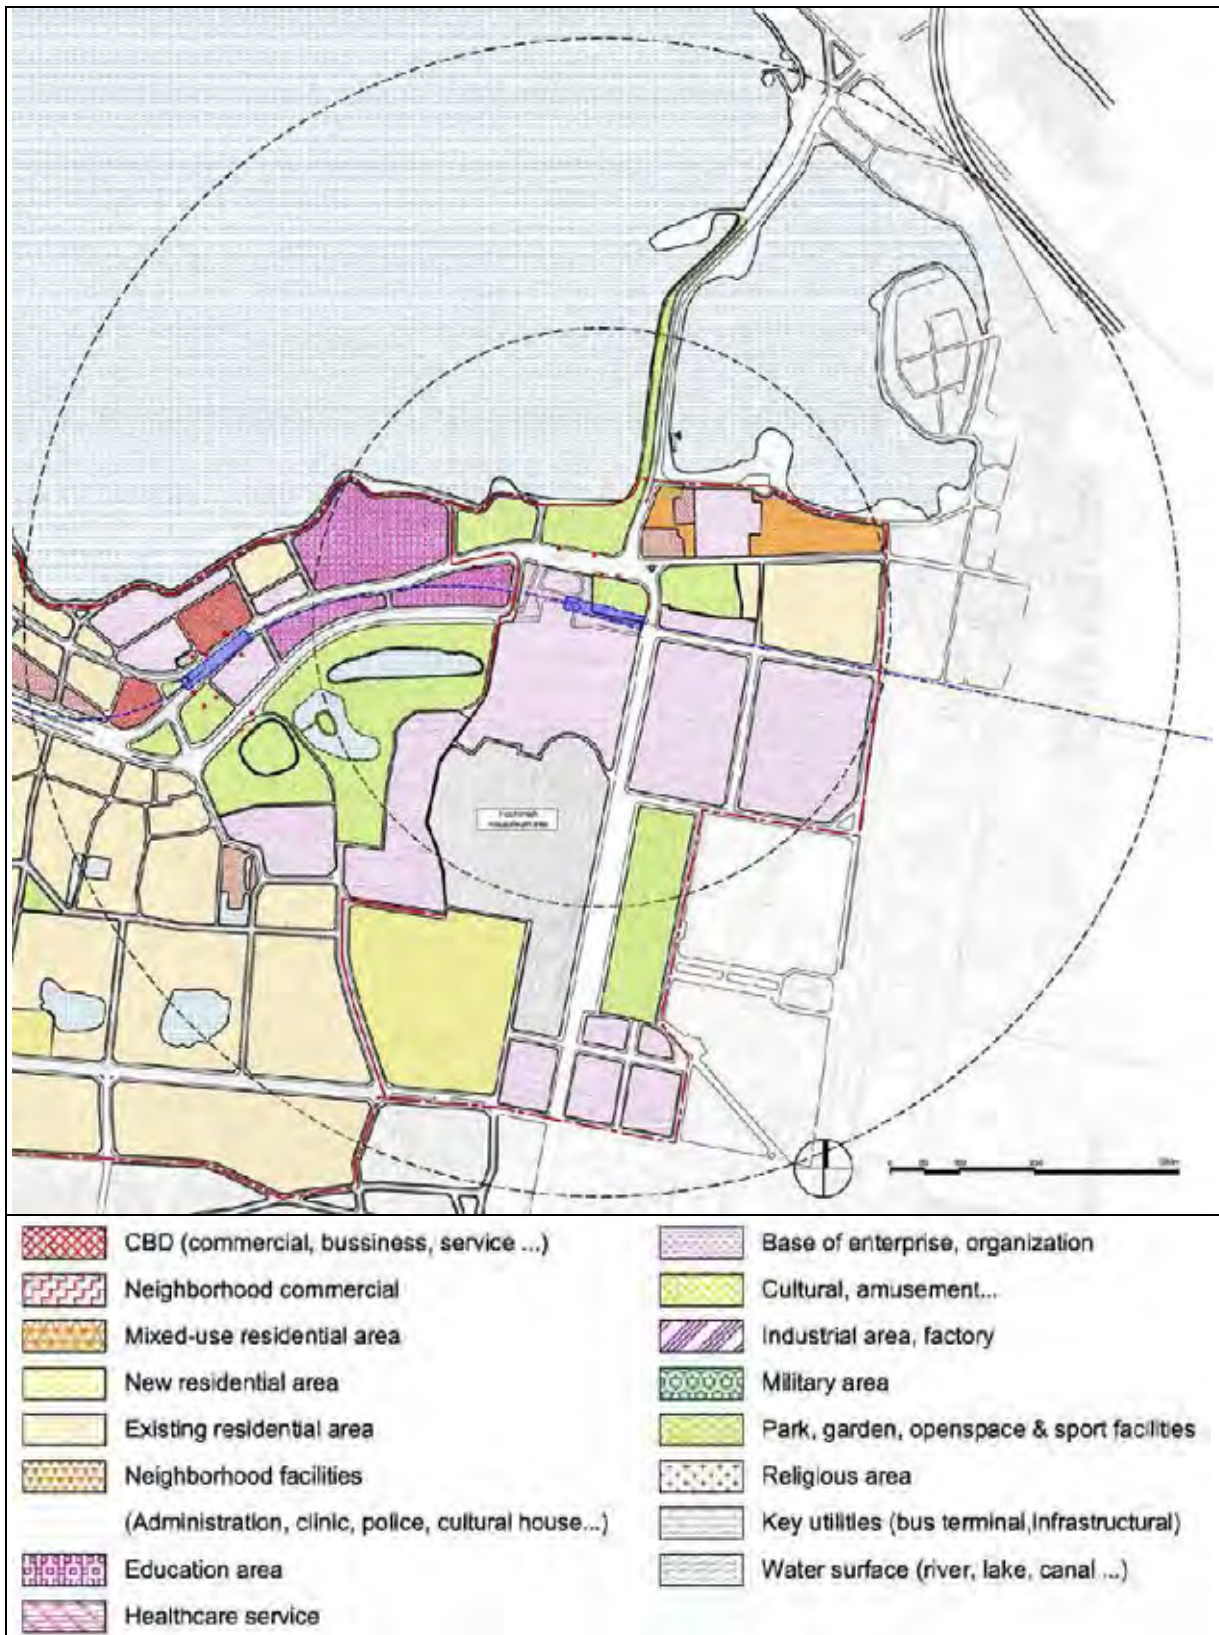 CBD (commercial, bussiness, service ...)
Neighborhood commercial
Mixed-use residential area
New residential area
Existing residential area
Neighborhood facilities
(Administration, clinic, police, cultural house...)
Education area
Healthcare service
Base of enterprise, organization
Cultural, amusement...
Industrial area, factory
Military area
Park, garden, openspace & sport facilities
Religious area
Key utilities (bus terminal,infrastructural)
Water surface (river, lake, canal ...)